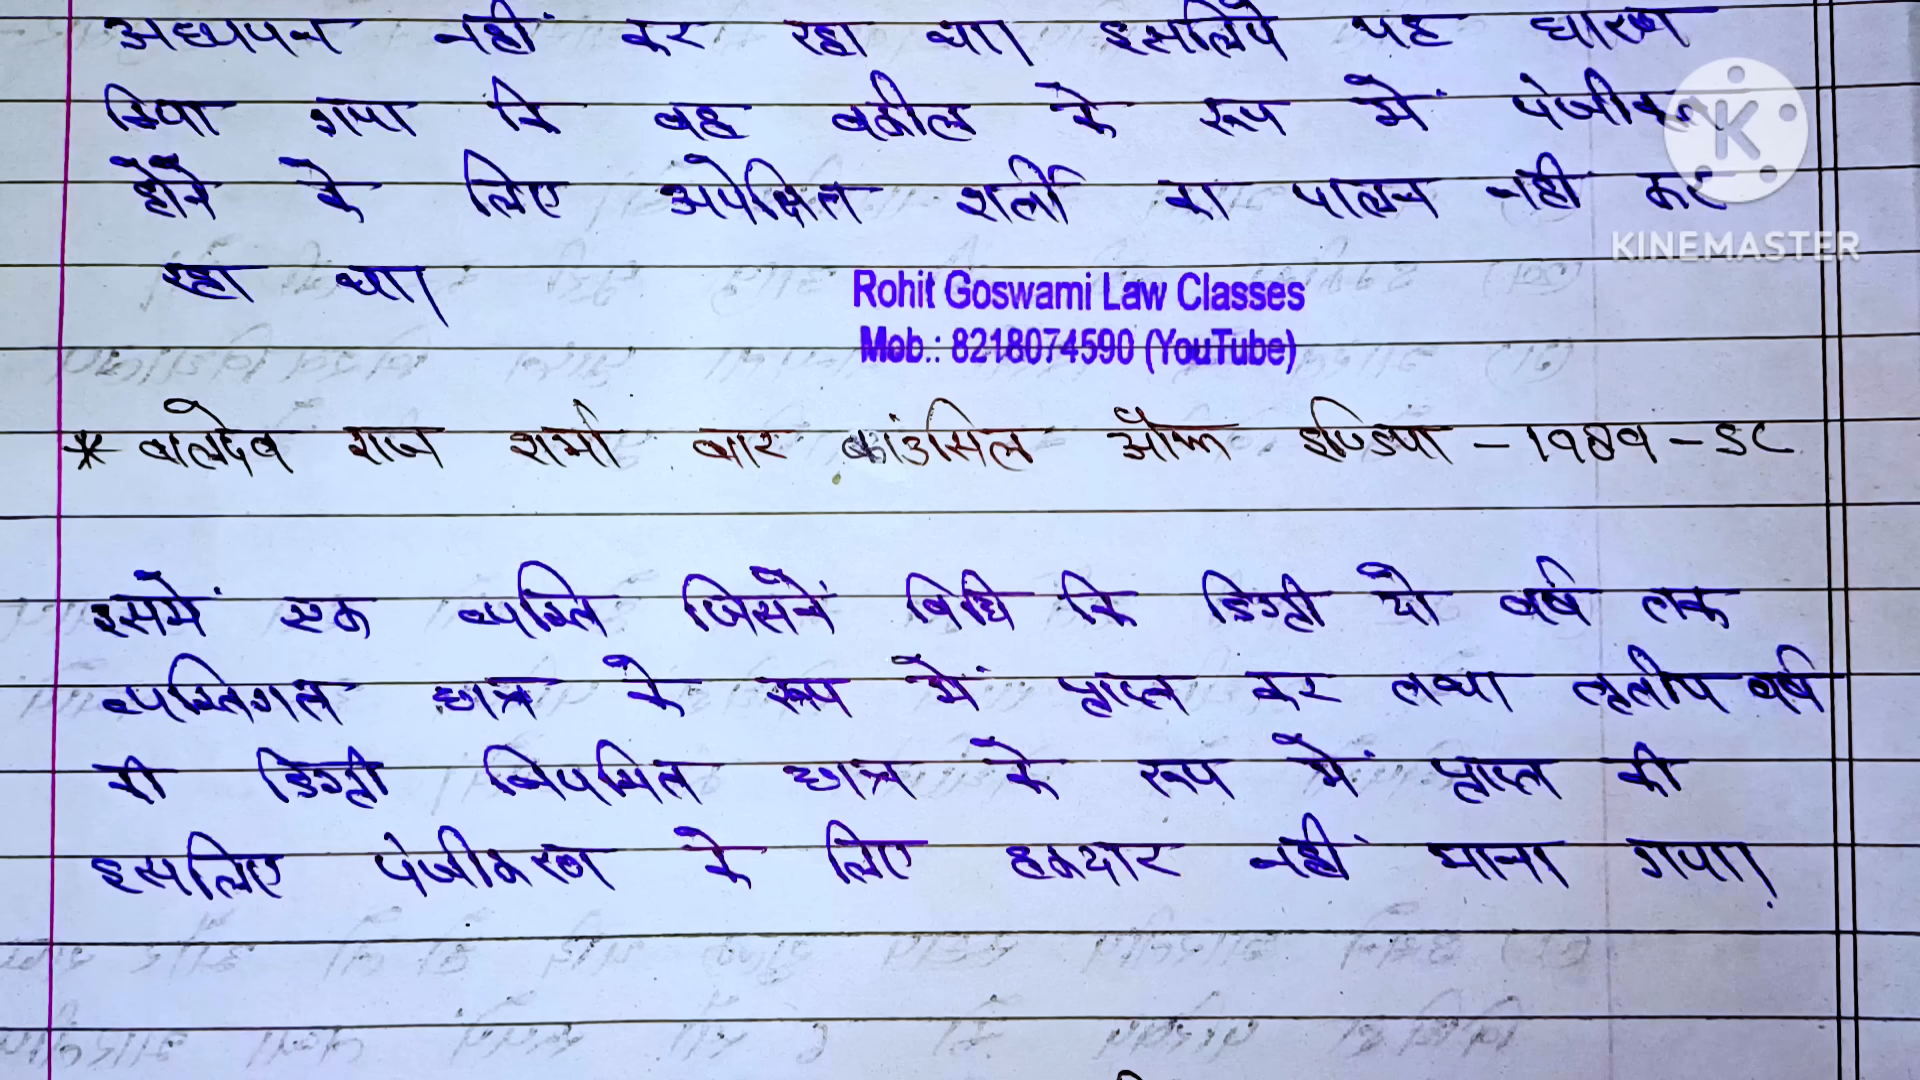 अध्ययन नहीं कर रहा था। इसलिये यह धारण
किया गया कि वह वकील के रूप में पंजीकृत
होने के लिए अपेक्षित शर्तो का पालन नही कर
रहा था।
KINEMASTER
Rohit Goswami Law Classes
Mob.: 8218074590 (YouTube)
* बालदेव राज शर्मा बार कांउसिल ऑफ इण्डिया - 1989 - SC
इसमें एक व्यक्ति जिसने विधि कि डिग्री दो वर्ष तक
व्यक्तिगत छात्र के रूप में प्राप्त कर तथा तृतीय वर्ष
की डिग्री नियमित छात्र के रूप में प्राप्त की
इसलिए पंजीकरण के लिए हकदार नहीं माना गया।